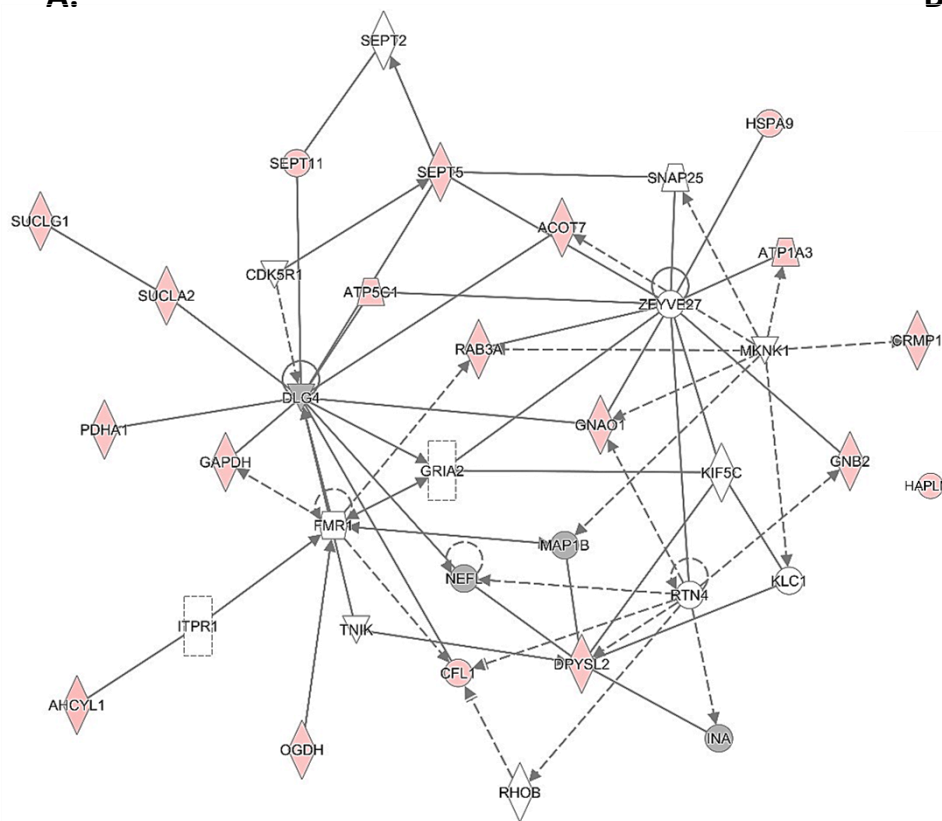 A.
SEPT2
HSPA9
SEPT11
SEPT5
SNAP25
SUCLG1
ACOT7
ATP1A3
CDK5R1
SUCLA2
ATP5C1
ZFYVE27
RAB3A
MKNK1
CRMP1
DLG4
PDHA1
GNAO1
GAPDH
GRIA2
KIF5C
GNB2
HAPLN
FMR1
MAP1B
NEFL
RTN4
KLC1
ITPR1
TNIK
CFL1
DPYSL2
AHCYL1
OGDH
INA
RHOB